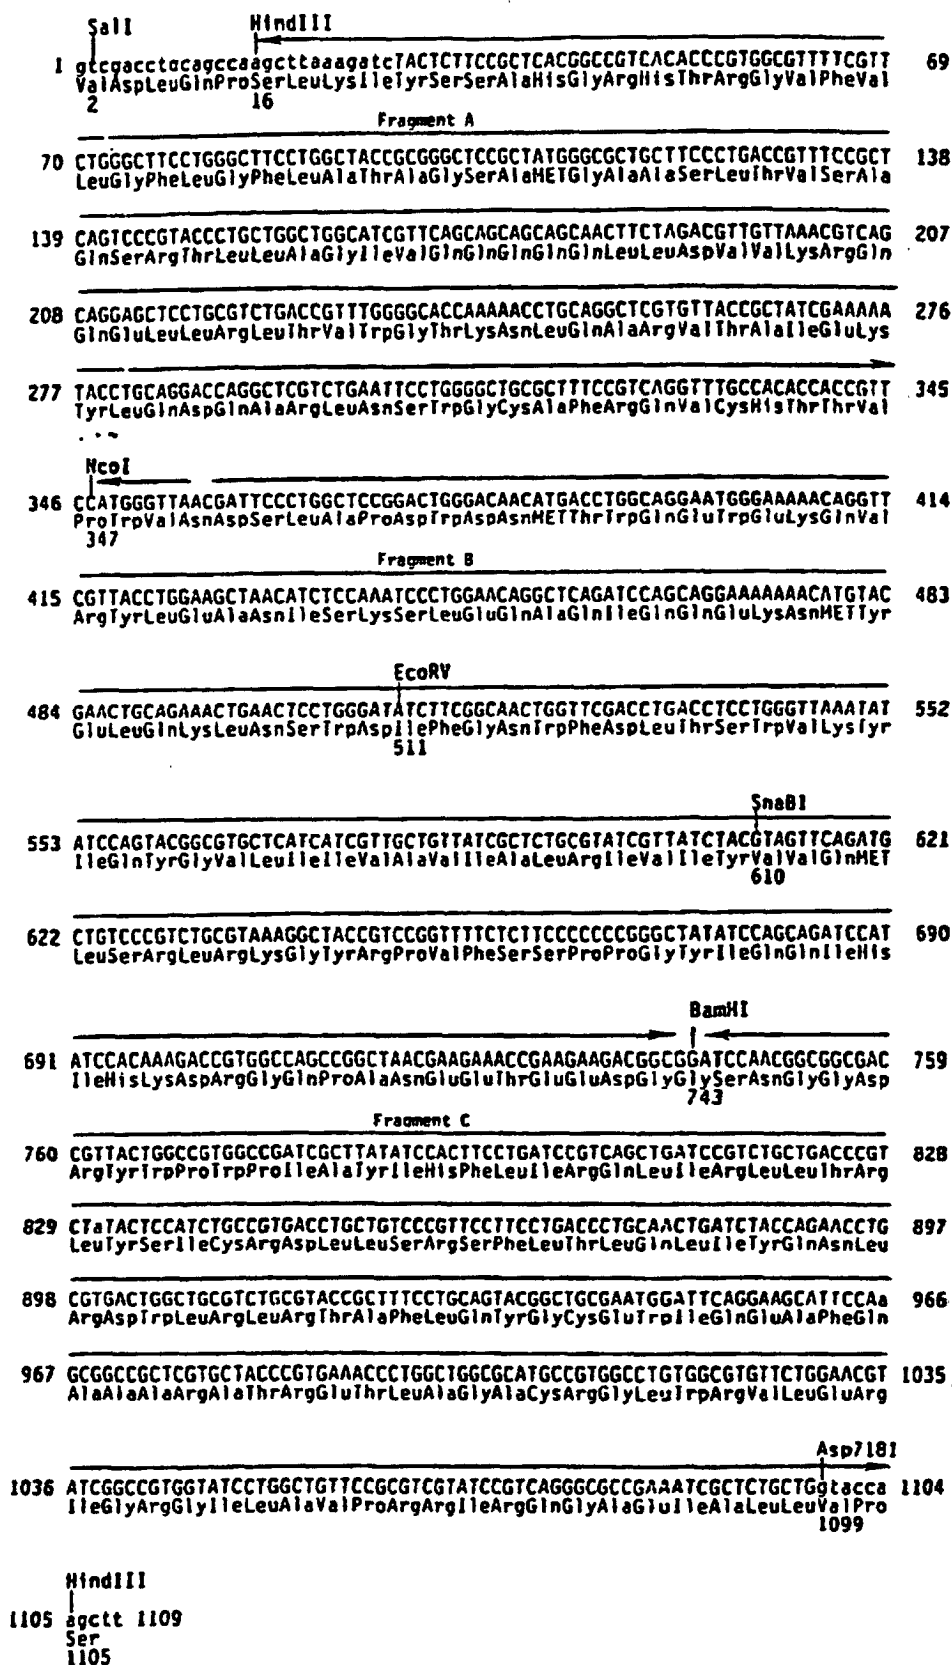 SalI HindIII
1 gtcgacctgcagccaagcttaaagatcTACTCTTCCGCTCACGGCCGTCACACCCGTGGCGTTTTCGTT 69
ValAspLeuGlnProSerLeuLysIleTyrSerSerAlaHisGlyArgHisThrArgGlyValPheVal
2 16
Fragment A
70 CTGGGCTTCCTGGGCTTCCTGGCTACCGCGGGCTCCGCTATGGGCGCTGCTTCCCTGACCGTTTCCGCT 138
LeuGlyPheLeuGlyPheLeuAlaThrAlaGlySerAlaMETGlyAlaAlaSerLeuThrValSerAla
139 CAGTCCCGTACCCTGCTGGCTGGCATCGTTCAGCAGCAGCAGCAACTTCTAGACGTTGTTAAACGTCAG 207
GlnSerArgThrLeuLeuAlaGlyIleValGlnGlnGlnGlnGlnLeuLeuAspValValLysArgGln
208 CAGGAGCTCCTGCGTCTGACCGTTTGGGGCACCAAAAACCTGCAGGCTCGTGTTACCGCTATCGAAAAA 276
GlnGluLeuLeuArgLeuThrValTrpGlyThrLysAsnLeuGlnAlaArgValThrAlaIleGluLys
277 TACCTGCAGGACCAGGCTCGTCTGAATTCCTGGGGCTGCGCTTTCCGTCAGGTTTGCCACACCACCGTT 345
TyrLeuGlnAspGlnAlaArgLeuAsnSerTrpGlyCysAlaPheArgGlnValCysHisThrThrVal
NcoI
346 CCATGGGTTAACGATTCCCTGGCTCCGGACTGGGACAACATGACCTGGCAGGAATGGGAAAAACAGGTT 414
ProTrpValAsnAspSerLeuAlaProAspTrpAspAsnMETThrTrpGlnGluTrpGluLysGlnVal
347
Fragment B
415 CGTTACCTGGAAGCTAACATCTCCAAATCCCTGGAACAGGCTCAGATCCAGCAGGAAAAAAACATGTAC 483
ArgTyrLeuGluAlaAsnIleSerLysSerLeuGluGlnAlaGlnIleGlnGlnGluLysAsnMETTyr
EcoRV
484 GAACTGCAGAAACTGAACTCCTGGGATATCTTCGGCAACTGGTTCGACCTGACCTCCTGGGTTAAATAT 552
GluLeuGlnLysLeuAsnSerTrpAspIlePheGlyAsnTrpPheAspLeuThrSerTrpValLysTyr
511
SnaBI
553 ATCCAGTACGGCGTGCTCATCATCGTTGCTGTTATCGCTCTGCGTATCGTTATCTACGTAGTTCAGATG 621
IleGlnTyrGlyValLeuIleIleValAlaValIleAlaLeuArgIleValIleTyrValValGlnMET
610
622 CTGTCCCGTCTGCGTAAAGGCTACCGTCCGGTTTTCTCTTCCCCCCCGGGCTATATCCAGCAGATCCAT 690
LeuSerArgLeuArgLysGlyTyrArgProValPheSerSerProProGlyTyrIleGlnGlnIleHis
BamHI
691 ATCCACAAAGACCGTGGCCAGCCGGCTAACGAAGAAACCGAAGAAGACGGCGGATCCAACGGCGGCGAC 759
IleHisLysAspArgGlyGlnProAlaAsnGluGluThrGluGluAspGlyGlySerAsnGlyGlyAsp
743
Fragment C
760 CGTTACTGGCCGTGGCCGATCGCTTATATCCACTTCCTGATCCGTCAGCTGATCCGTCTGCTGACCCGT 828
ArgTyrTrpProTrpProIleAlaTyrIleHisPheLeuIleArgGlnLeuIleArgLeuLeuThrArg
829 CTaTACTCCATCTGCCGTGACCTGCTGTCCCGTTCCTTCCTGACCCTGCAACTGATCTACCAGAACCTG 897
LeuTyrSerIleCysArgAspLeuLeuSerArgSerPheLeuThrLeuGlnLeuIleTyrGlnAsnLeu
898 CGTGACTGGCTGCGTCTGCGTACCGCTTTCCTGCAGTACGGCTGCGAATGGATTCAGGAAGCATTCCAa 966
ArgAspTrpLeuArgLeuArgThrAlaPheLeuGlnTyrGlyCysGluTrpIleGlnGluAlaPheGln
967 GCGGCCGCTCGTGCTACCCGTGAAACCCTGGCTGGCGCATGCCGTGGCCTGTGGCGTGTTCTGGAACGT 1035
AlaAlaAlaArgAlaThrArgGluThrLeuAlaGlyAlaCysArgGlyLeuTrpArgValLeuGluArg
Asp718I
1036 ATCGGCCGTGGTATCCTGGCTGTTCCGCGTCGTATCCGTCAGGGCGCCGAAATCGCTCTGCTGgtacca 1104
IleGlyArgGlyIleLeuAlaValProArgArgIleArgGlnGlyAlaGluIleAlaLeuLeuValPro
1099
HindIII
1105 agctt 1109
Ser
1105